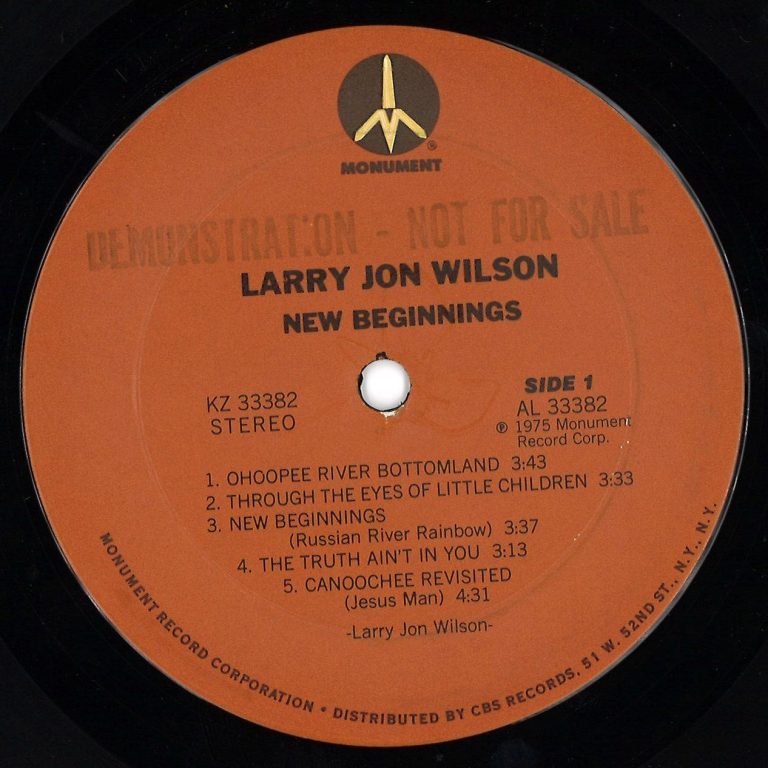 MONUMENT®
DEMONSTRATION - NOT FOR SALE
LARRY JON WILSON
NEW BEGINNINGS
KZ 33382
STEREO
SIDE 1
AL 33382
℗ 1975 Monument
Record Corp.
1. OHOOPEE RIVER BOTTOMLAND 3:43
2. THROUGH THE EYES OF LITTLE CHILDREN 3:33
3. NEW BEGINNINGS
(Russian River Rainbow) 3:37
4. THE TRUTH AIN'T IN YOU 3:13
5. CANOOCHEE REVISITED
(Jesus Man) 4:31
-Larry Jon Wilson-
MONUMENT RECORD CORPORATION • DISTRIBUTED BY CBS RECORDS, 51 W. 52ND ST., N.Y., N.Y.